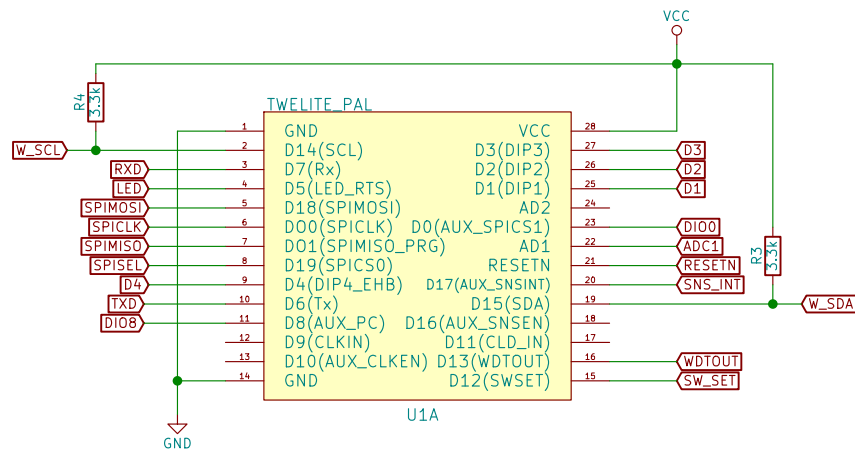 VCC
R4
3.3k
TWELITE_PAL
W_SCL
RXD
LED
SPIMOSI
SPICLK
SPIMISO
SPISEL
D4
TXD
DIO8
1 GND
2 D14(SCL)
3 D7(Rx)
4 D5(LED_RTS)
5 D18(SPIMOSI)
6 DO0(SPICLK)
7 DO1(SPIMISO_PRG)
8 D19(SPICS0)
9 D4(DIP4_EHB)
10 D6(Tx)
11 D8(AUX_PC)
12 D9(CLKIN)
13 D10(AUX_CLKEN)
14 GND
VCC 28
D3(DIP3) 27
D2(DIP2) 26
D1(DIP1) 25
AD2 24
D0(AUX_SPICS1) 23
AD1 22
RESETN 21
D17(AUX_SNSINT) 20
D15(SDA) 19
D16(AUX_SNSEN) 18
D11(CLD_IN) 17
D13(WDTOUT) 16
D12(SWSET) 15
D3
D2
D1
DIO0
ADC1
RESETN
SNS_INT
WDTOUT
SW_SET
R3
3.3k
W_SDA
U1A
GND